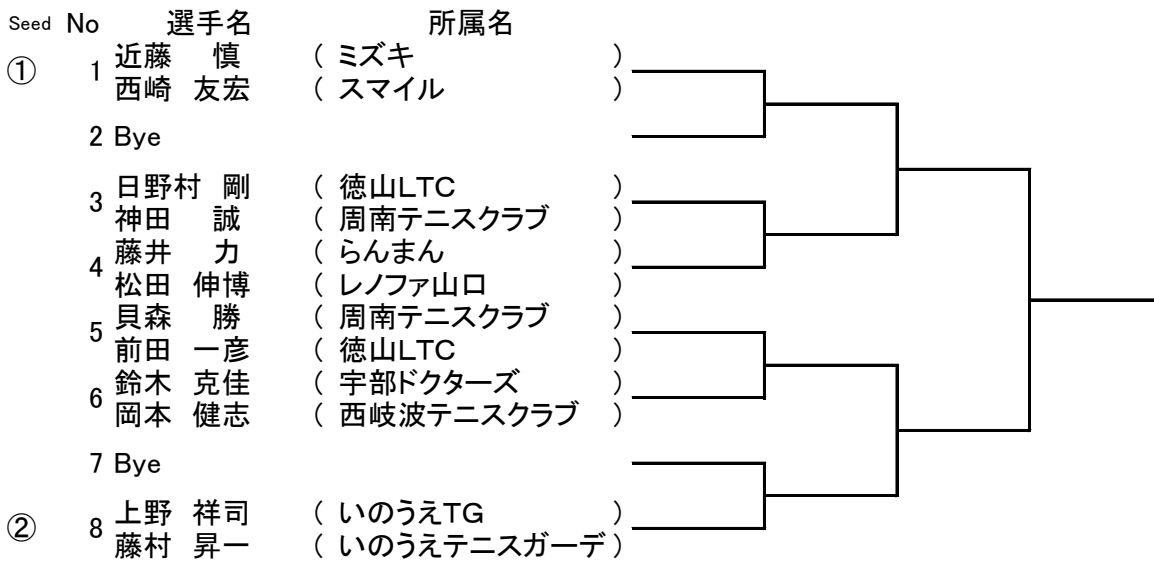 Seed No 選手名 所属名
① 1 近藤 慎 ( ミズキ )
西崎 友宏 ( スマイル )
2 Bye
3 日野村 剛 ( 徳山LTC )
神田 誠 ( 周南テニスクラブ )
4 藤井 力 ( らんまん )
松田 伸博 ( レノファ山口 )
5 貝森 勝 ( 周南テニスクラブ )
前田 一彦 ( 徳山LTC )
6 鈴木 克佳 ( 宇部ドクターズ )
岡本 健志 ( 西岐波テニスクラブ )
7 Bye
② 8 上野 祥司 ( いのうえTG )
藤村 昇一 ( いのうえテニスガーデ )